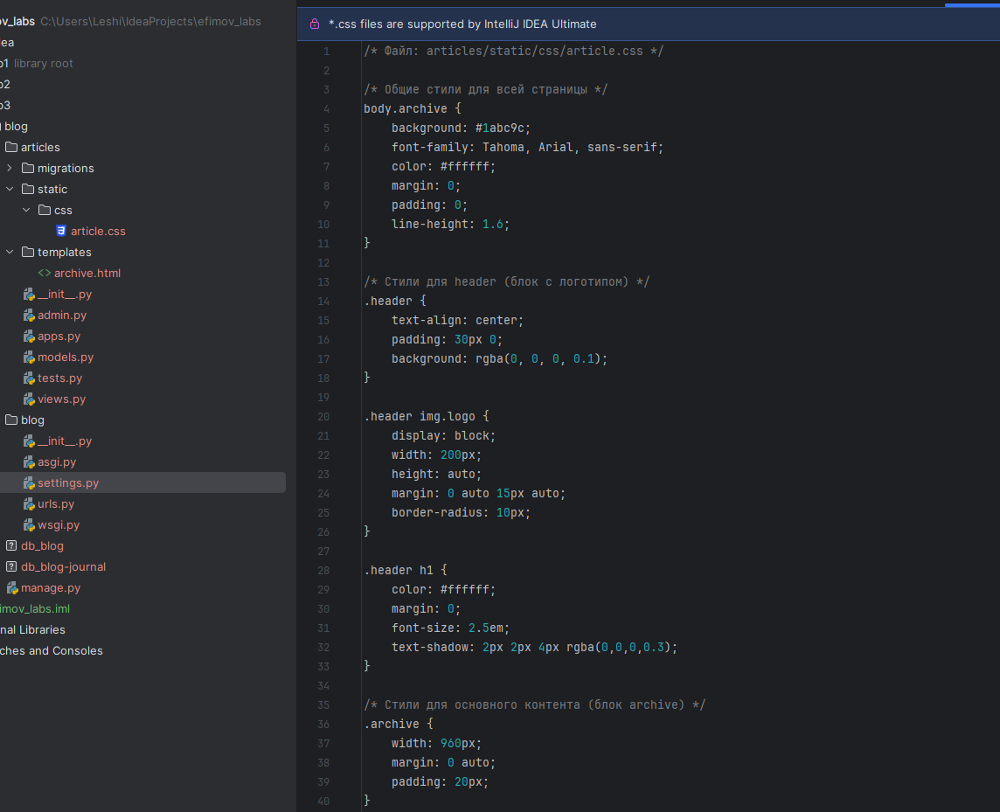 ov_labs C:\Users\Leshi\IdeaProjects\efimov_labs
ea
o1 library root
o2
o3
blog
articles
migrations
static
css
article.css
templates
archive.html
__init__.py
admin.py
apps.py
models.py
tests.py
views.py
blog
__init__.py
asgi.py
settings.py
urls.py
wsgi.py
db_blog
db_blog-journal
manage.py
imov_labs.iml
nal Libraries
ches and Consoles
*.css files are supported by IntelliJ IDEA Ultimate
1 /* Файл: articles/static/css/article.css */
2
3 /* Общие стили для всей страницы */
4 body.archive {
5 background: #1abc9c;
6 font-family: Tahoma, Arial, sans-serif;
7 color: #ffffff;
8 margin: 0;
9 padding: 0;
10 line-height: 1.6;
11 }
12
13 /* Стили для header (блок с логотипом) */
14 .header {
15 text-align: center;
16 padding: 30px 0;
17 background: rgba(0, 0, 0, 0.1);
18 }
19
20 .header img.logo {
21 display: block;
22 width: 200px;
23 height: auto;
24 margin: 0 auto 15px auto;
25 border-radius: 10px;
26 }
27
28 .header h1 {
29 color: #ffffff;
30 margin: 0;
31 font-size: 2.5em;
32 text-shadow: 2px 2px 4px rgba(0,0,0,0.3);
33 }
34
35 /* Стили для основного контента (блок archive) */
36 .archive {
37 width: 960px;
38 margin: 0 auto;
39 padding: 20px;
40 }